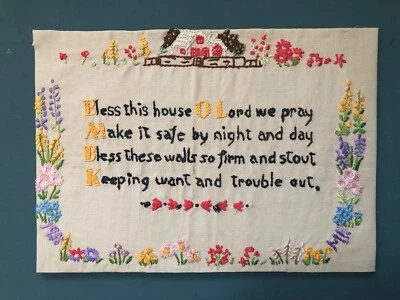 Bless this house O Lord we pray
Make it safe by night and day
Bless these walls so firm and stout
Keeping want and trouble out.